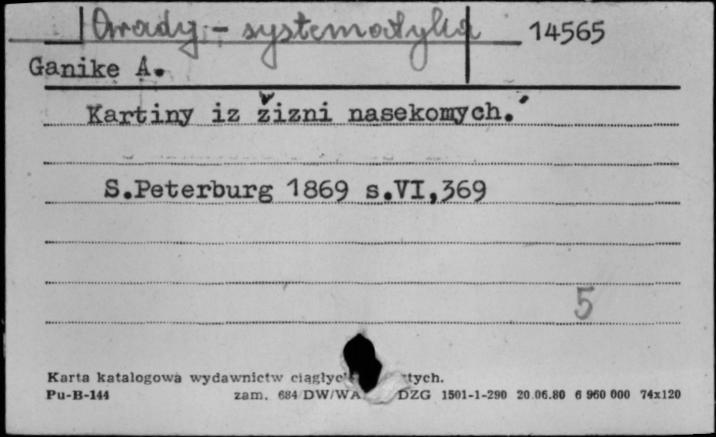 Owady - systematyka 14565
Ganike A.
Kartiny iz žizni nasekomych.
S.Peterburg 1869 s.VI,369
5
Karta katalogowa wydawnictw tych.
Pu-B-144 zam. 684 DW/WA DZG 1501-1-290 20.06.80 6 960 000 74x120